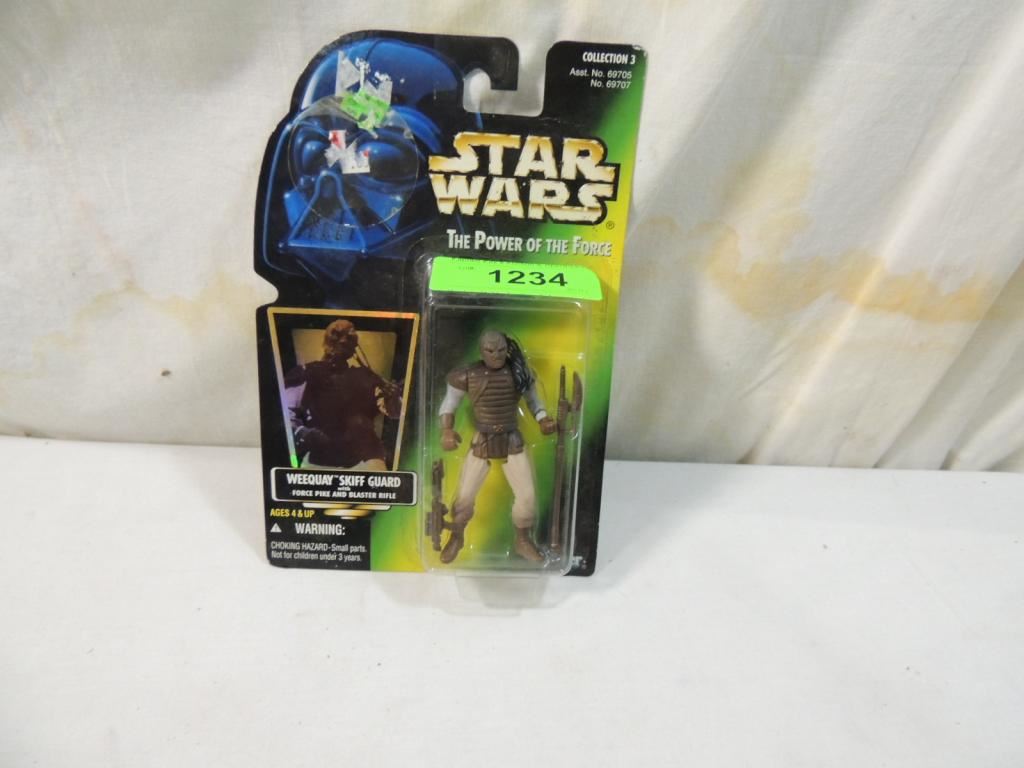 COLLECTION 3
Asst. No. 69705
No. 69707
STAR
WARS®
THE POWER OF THE FORCE
1234
WEEQUAY™ SKIFF GUARD
with
FORCE PIKE AND BLASTER RIFLE
AGES 4 & UP
WARNING:
CHOKING HAZARD-Small parts.
Not for children under 3 years.